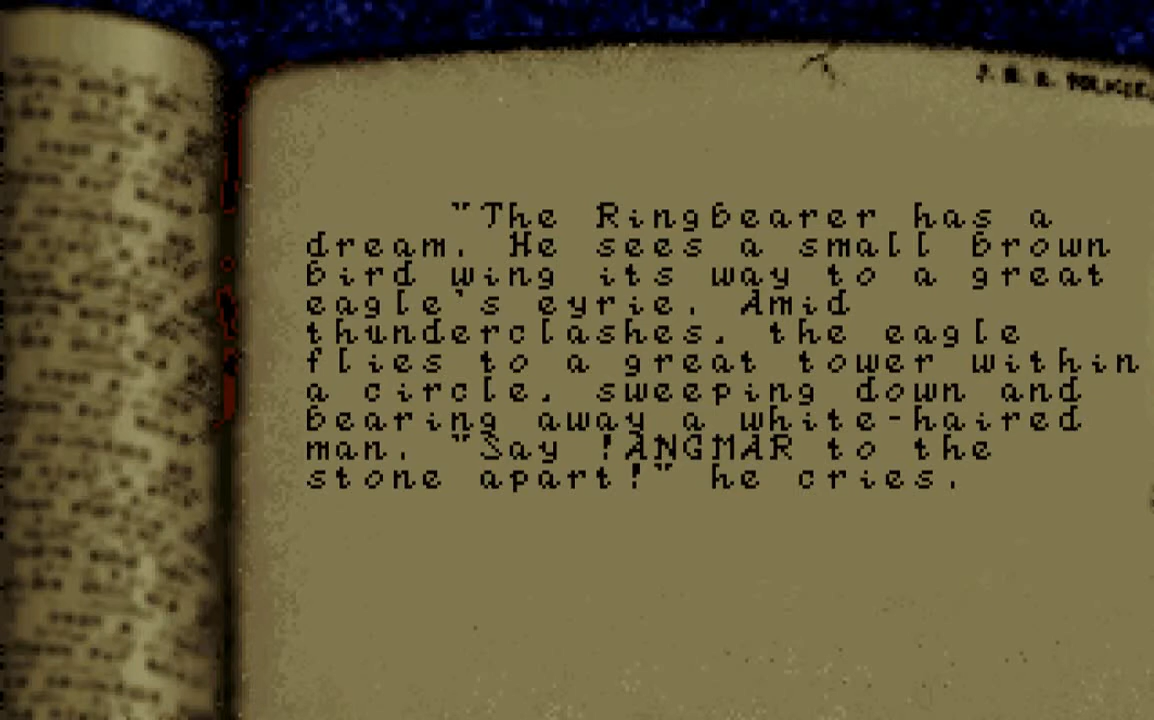 J. R. R. TOLKIE
"The Ringbearer has a
dream. He sees a small brown
bird wing its way to a great
eagle's eyrie. Amid
thunderclashes, the eagle
flies to a great tower within
a circle, sweeping down and
bearing away a white-haired
man. "Say !ANGMAR to the
stone apart!" he cries.